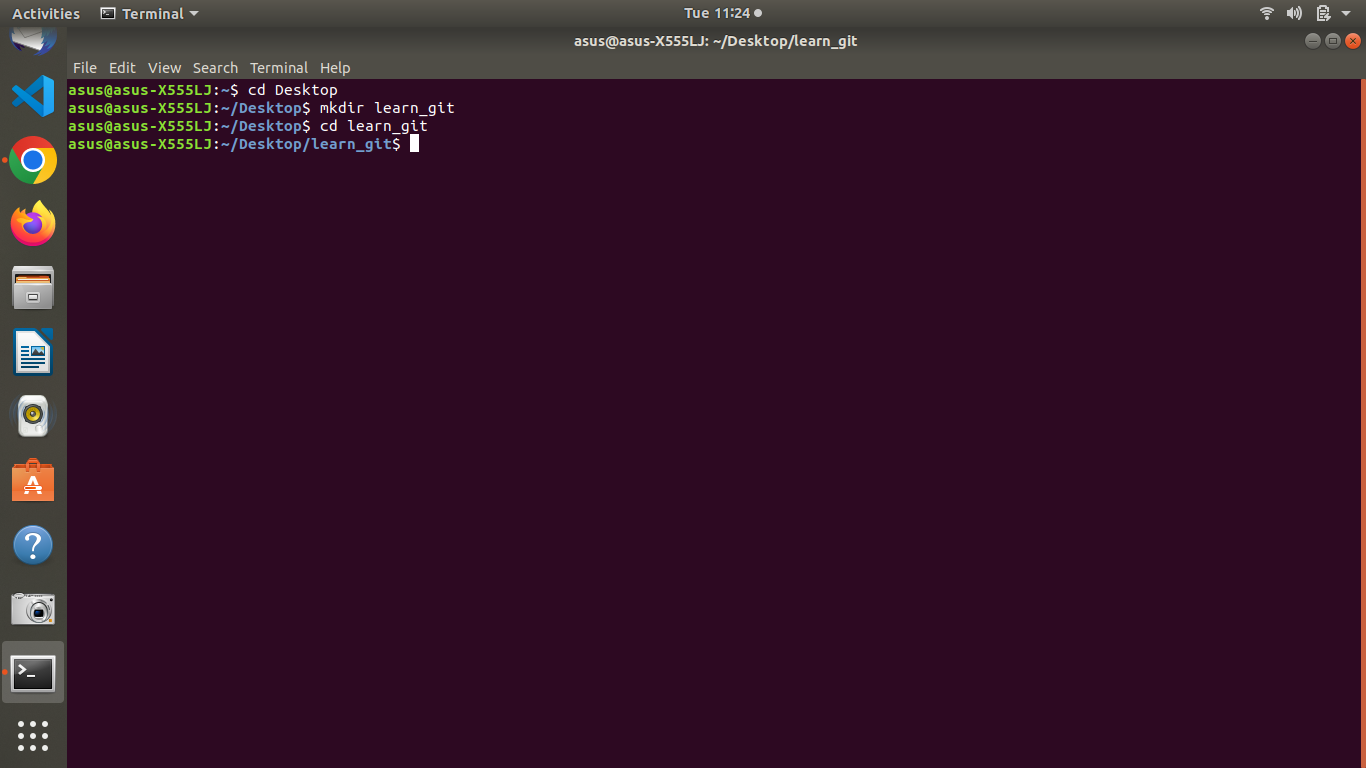 Activities Terminal Tue 11:24
asus@asus-X555LJ: ~/Desktop/learn_git
File Edit View Search Terminal Help
asus@asus-X555LJ:~$ cd Desktop
asus@asus-X555LJ:~/Desktop$ mkdir learn_git
asus@asus-X555LJ:~/Desktop$ cd learn_git
asus@asus-X555LJ:~/Desktop/learn_git$